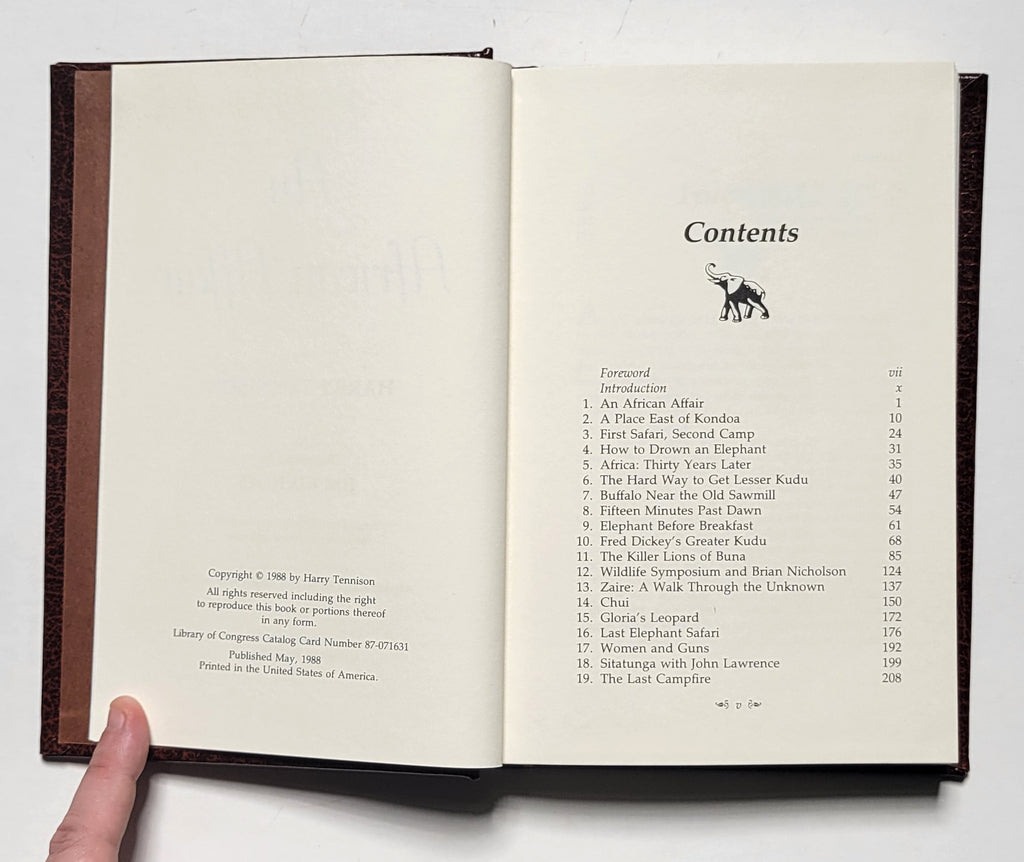 Copyright © 1988 by Harry Tennison
All rights reserved including the right
to reproduce this book or portions thereof
in any form.
Library of Congress Catalog Card Number 87-071631
Published May, 1988
Printed in the United States of America.
Contents
Foreword vii
Introduction x
1. An African Affair 1
2. A Place East of Kondoa 10
3. First Safari, Second Camp 24
4. How to Drown an Elephant 31
5. Africa: Thirty Years Later 35
6. The Hard Way to Get Lesser Kudu 40
7. Buffalo Near the Old Sawmill 47
8. Fifteen Minutes Past Dawn 54
9. Elephant Before Breakfast 61
10. Fred Dickey's Greater Kudu 68
11. The Killer Lions of Buna 85
12. Wildlife Symposium and Brian Nicholson 124
13. Zaire: A Walk Through the Unknown 137
14. Chui 150
15. Gloria's Leopard 172
16. Last Elephant Safari 176
17. Women and Guns 192
18. Sitatunga with John Lawrence 199
19. The Last Campfire 208
v